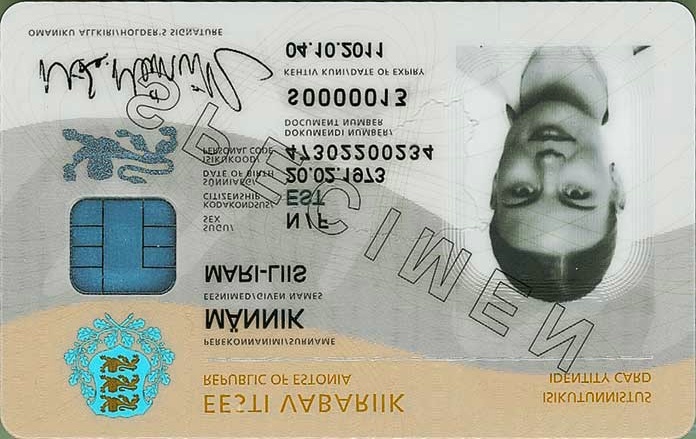 EESTI VABARIIK
ISIKUTUNNISTUS
REPUBLIC OF ESTONIA
IDENTITY CARD
PEREKONNANIMI/SURNAME
MÄNNIK
EESNIMED/GIVEN NAMES
MARI-LIIS
SUGU/
SEX
N/F
KODAKONDSUS/
CITIZENSHIP
EST
SÜNNIAEG/
DATE OF BIRTH
20.02.1973
ISIKUKOOD/
PERSONAL CODE
47302200234
DOKUMENDI NUMBER/
DOCUMENT NUMBER
S0000013
KEHTIV KUNI/DATE OF EXPIRY
04.10.2011
OMANIKU ALLKIRI/HOLDER'S SIGNATURE
SPECIMEN